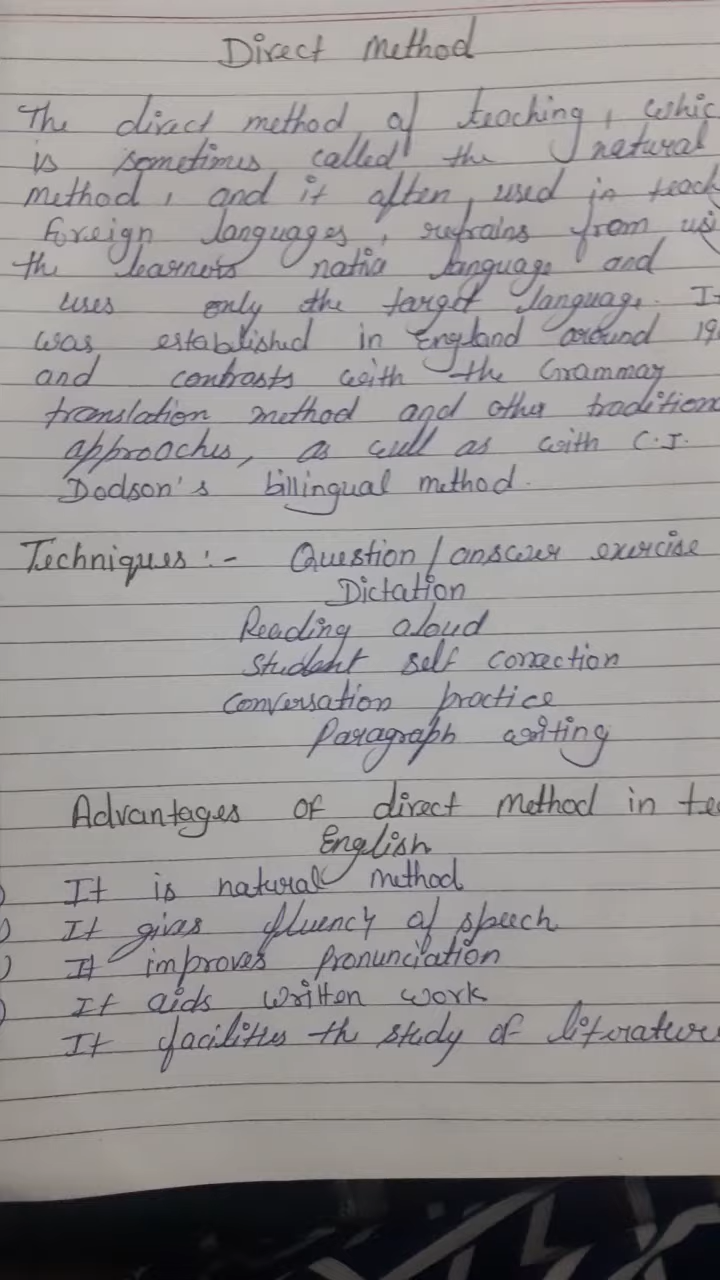 Direct Method
The direct method of teaching, whic
is sometimes called the natural
method, and it often used in teach
foreign languages, refrains from usi
the learners native language and
uses only the target language. I
was established in England around 19
and contrasts with the Grammar
translation method and other tradition
approaches, as well as with C.J.
Dodson's billingual method.
Techniques :- Question/answer exercise
Dictation
Reading aloud
Student self correction
Conversation practice
Paragraph writing
Advantages of direct method in te
English
It is natural method
It gives fluency of speech
It improves pronunciation
It aids written work
It facilittes the study of literature